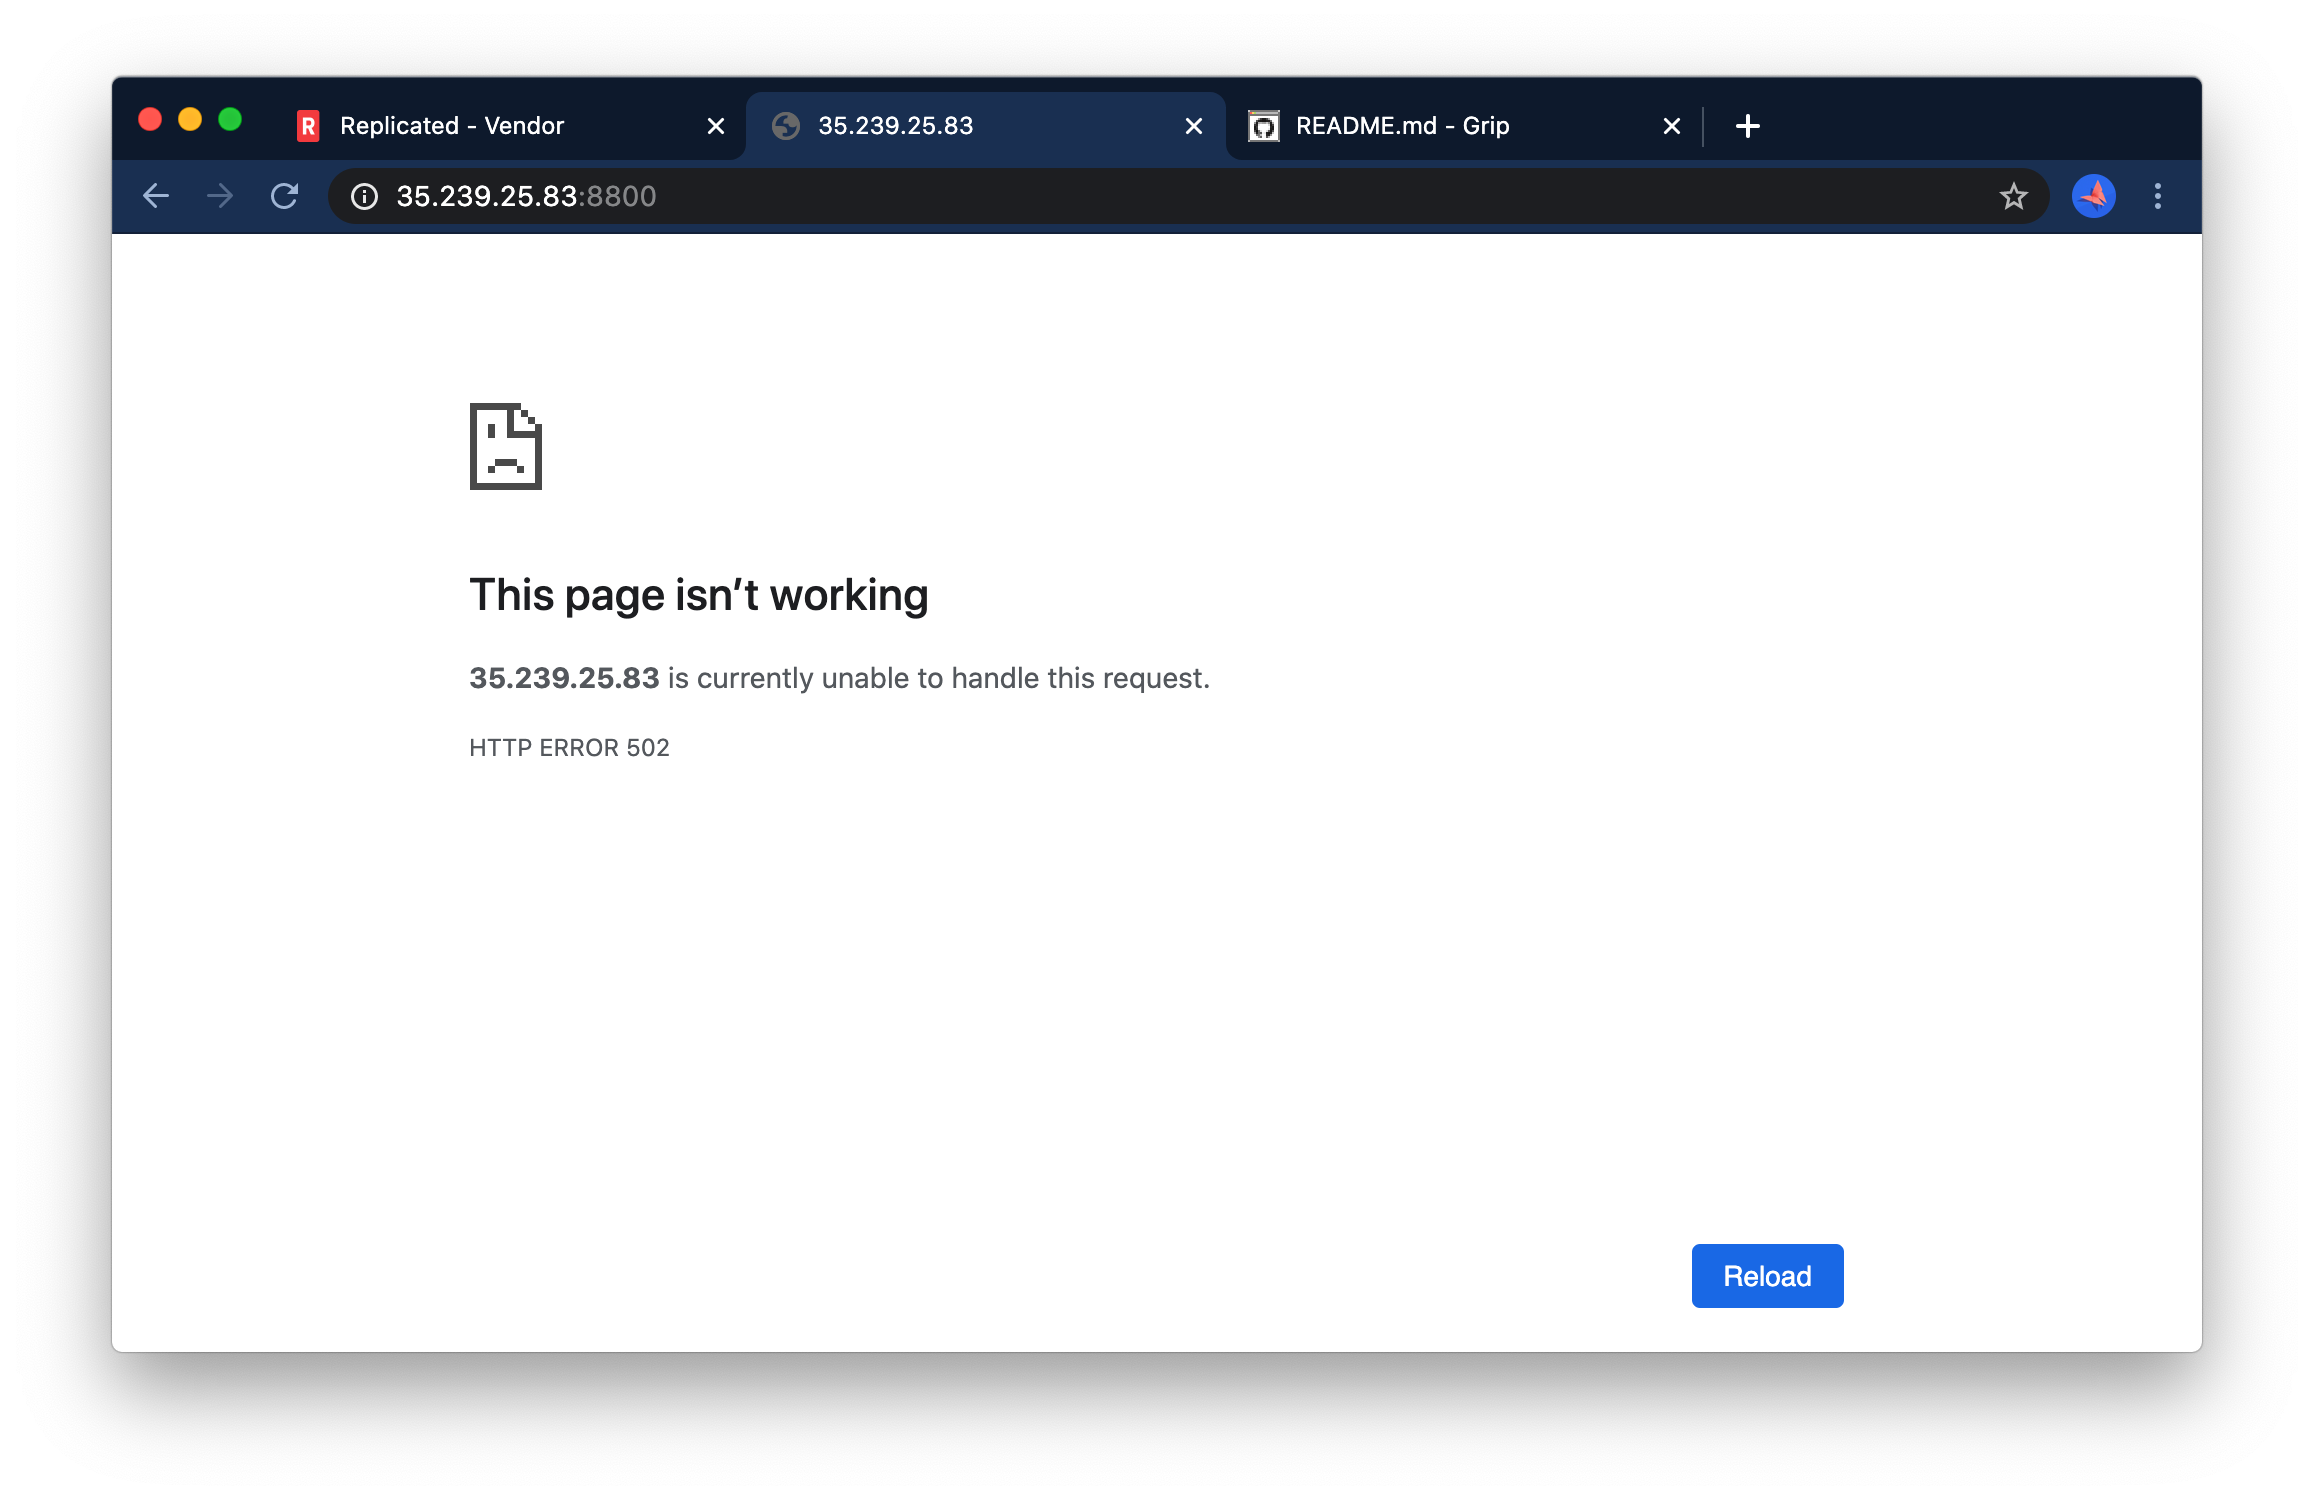 R Replicated - Vendor
35.239.25.83
README.md - Grip
35.239.25.83:8800
This page isn’t working
35.239.25.83 is currently unable to handle this request.
HTTP ERROR 502
Reload